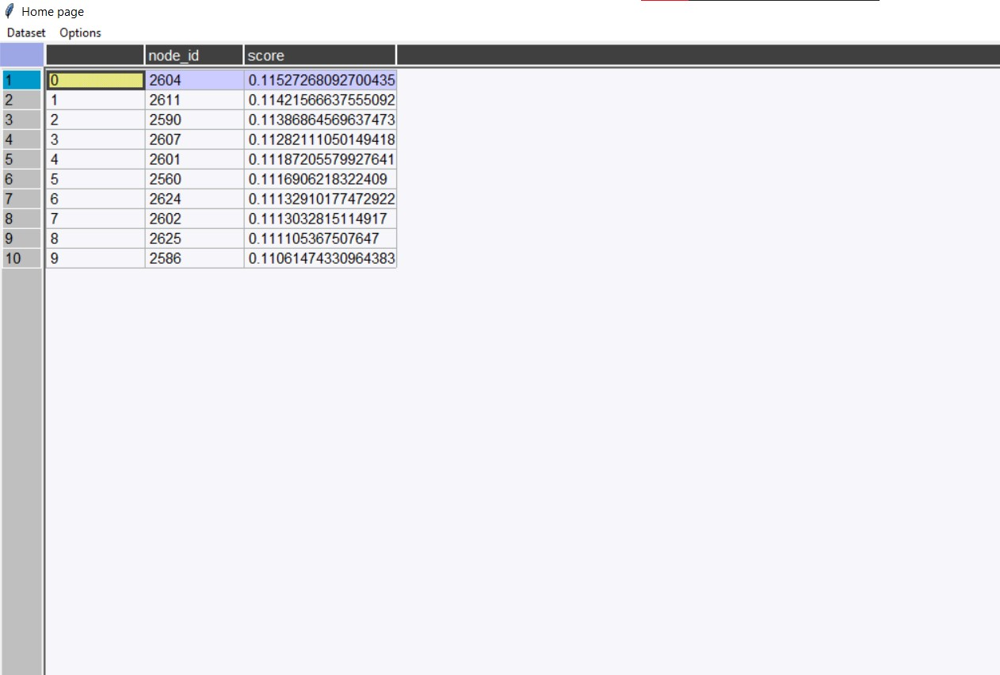 Home page
Dataset Options
node_id score
1 0 2604 0.11527268092700435
2 1 2611 0.11421566637555092
3 2 2590 0.11386864569637473
4 3 2607 0.11282111050149418
5 4 2601 0.11187205579927641
6 5 2560 0.1116906218322409
7 6 2624 0.11132910177472922
8 7 2602 0.1113032815114917
9 8 2625 0.111105367507647
10 9 2586 0.11061474330964383